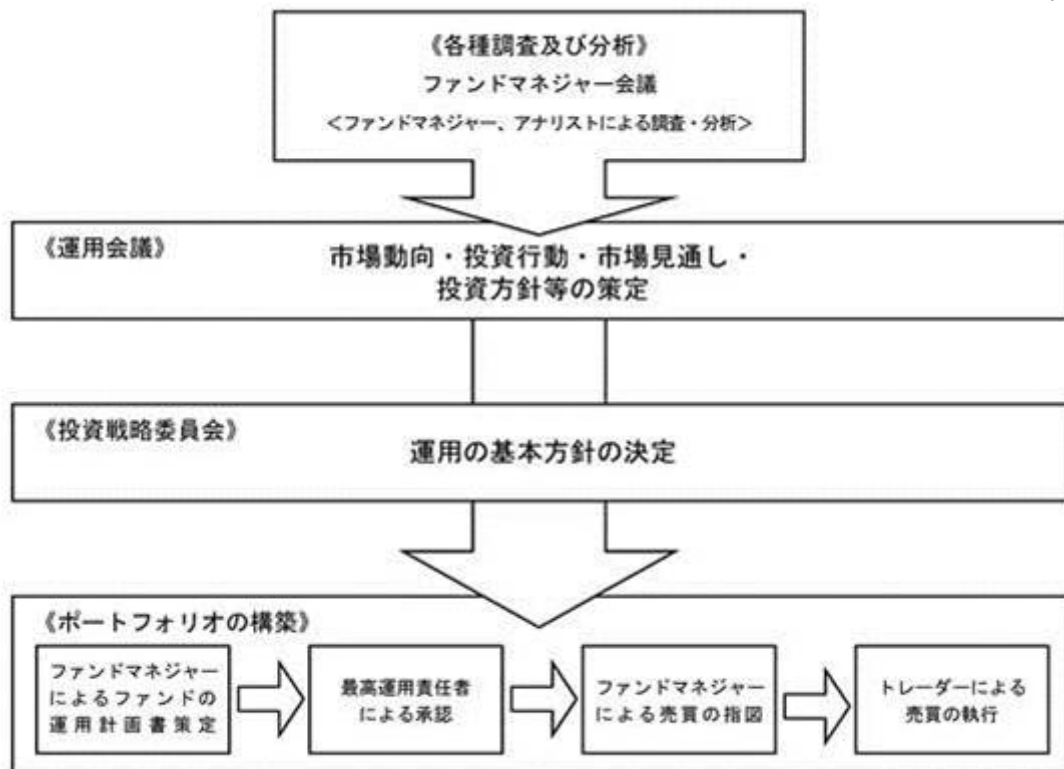 《各種調査及び分析》
ファンドマネジャー会議
<ファンドマネジャー、アナリストによる調査・分析>
《運用会議》
市場動向・投資行動・市場見通し・
投資方針等の策定
《投資戦略委員会》
運用の基本方針の決定
《ポートフォリオの構築》
ファンドマネジャー
によるファンドの
運用計画書策定
最高運用責任者
による承認
ファンドマネジャー
による売買の指図
トレーダーによる
売買の執行